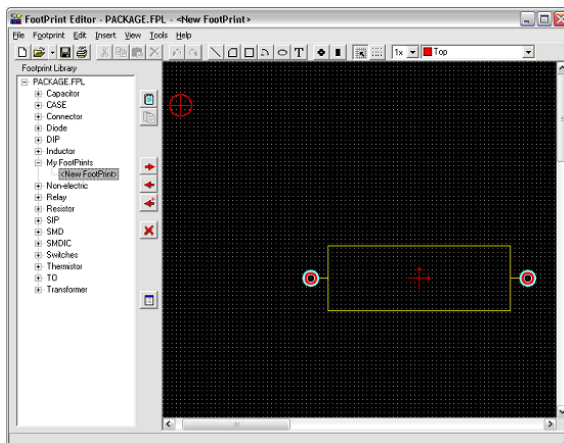 FootPrint Editor - PACKAGE.FPL - <New FootPrint>
File Footprint Edit Insert View Tools Help
T 1x Top
Footprint Library
PACKAGE.FPL
Capacitor
CASE
Connector
Diode
DIP
Inductor
My FootPrints
<New FootPrint>
Non-electric
Relay
Resistor
SIP
SMD
SMDIC
Switches
Thermistor
TO
Transformer